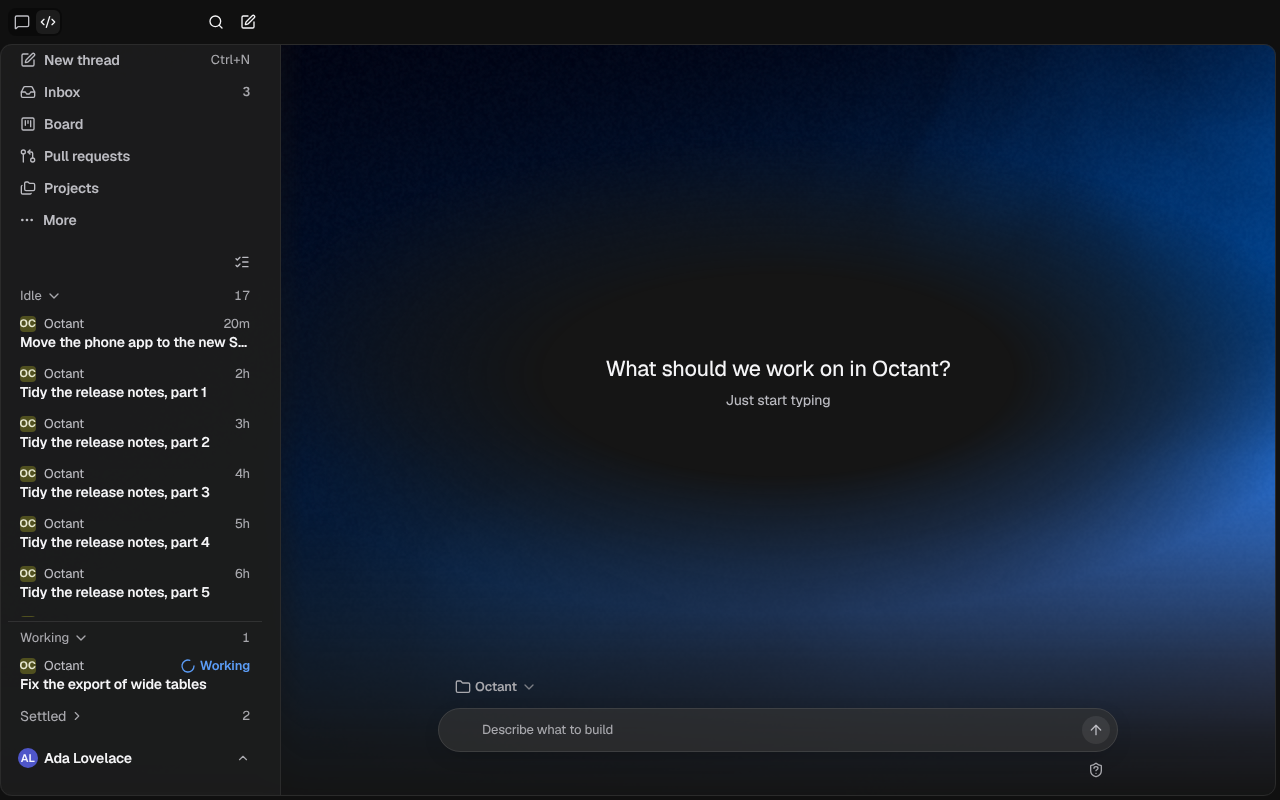 New thread Ctrl+N
Inbox 3
Board
Pull requests
Projects
More
Idle 17
OC Octant 20m
Move the phone app to the new S...
OC Octant 2h
Tidy the release notes, part 1
OC Octant 3h
Tidy the release notes, part 2
OC Octant 4h
Tidy the release notes, part 3
OC Octant 5h
Tidy the release notes, part 4
OC Octant 6h
Tidy the release notes, part 5
Working 1
OC Octant Working
Fix the export of wide tables
Settled 2
AL Ada Lovelace
What should we work on in Octant?
Just start typing
Octant
Describe what to build